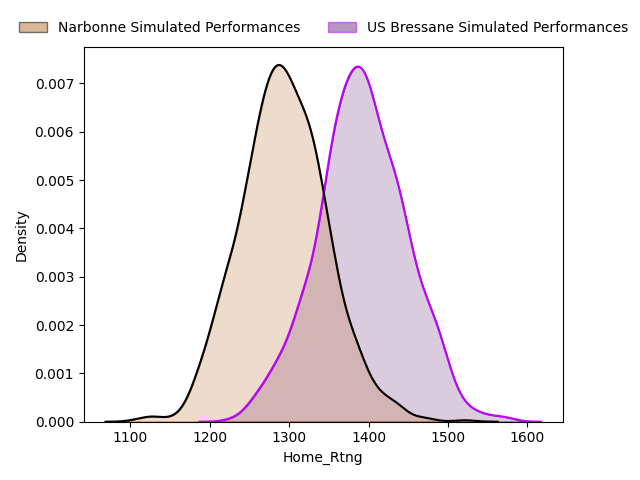 Narbonne Simulated Performances US Bressane Simulated Performances
0.007
0.006
0.005
0.004
0.003
0.002
0.001
0.000
Density
1100 1200 1300 1400 1500 1600
Home_Rtng